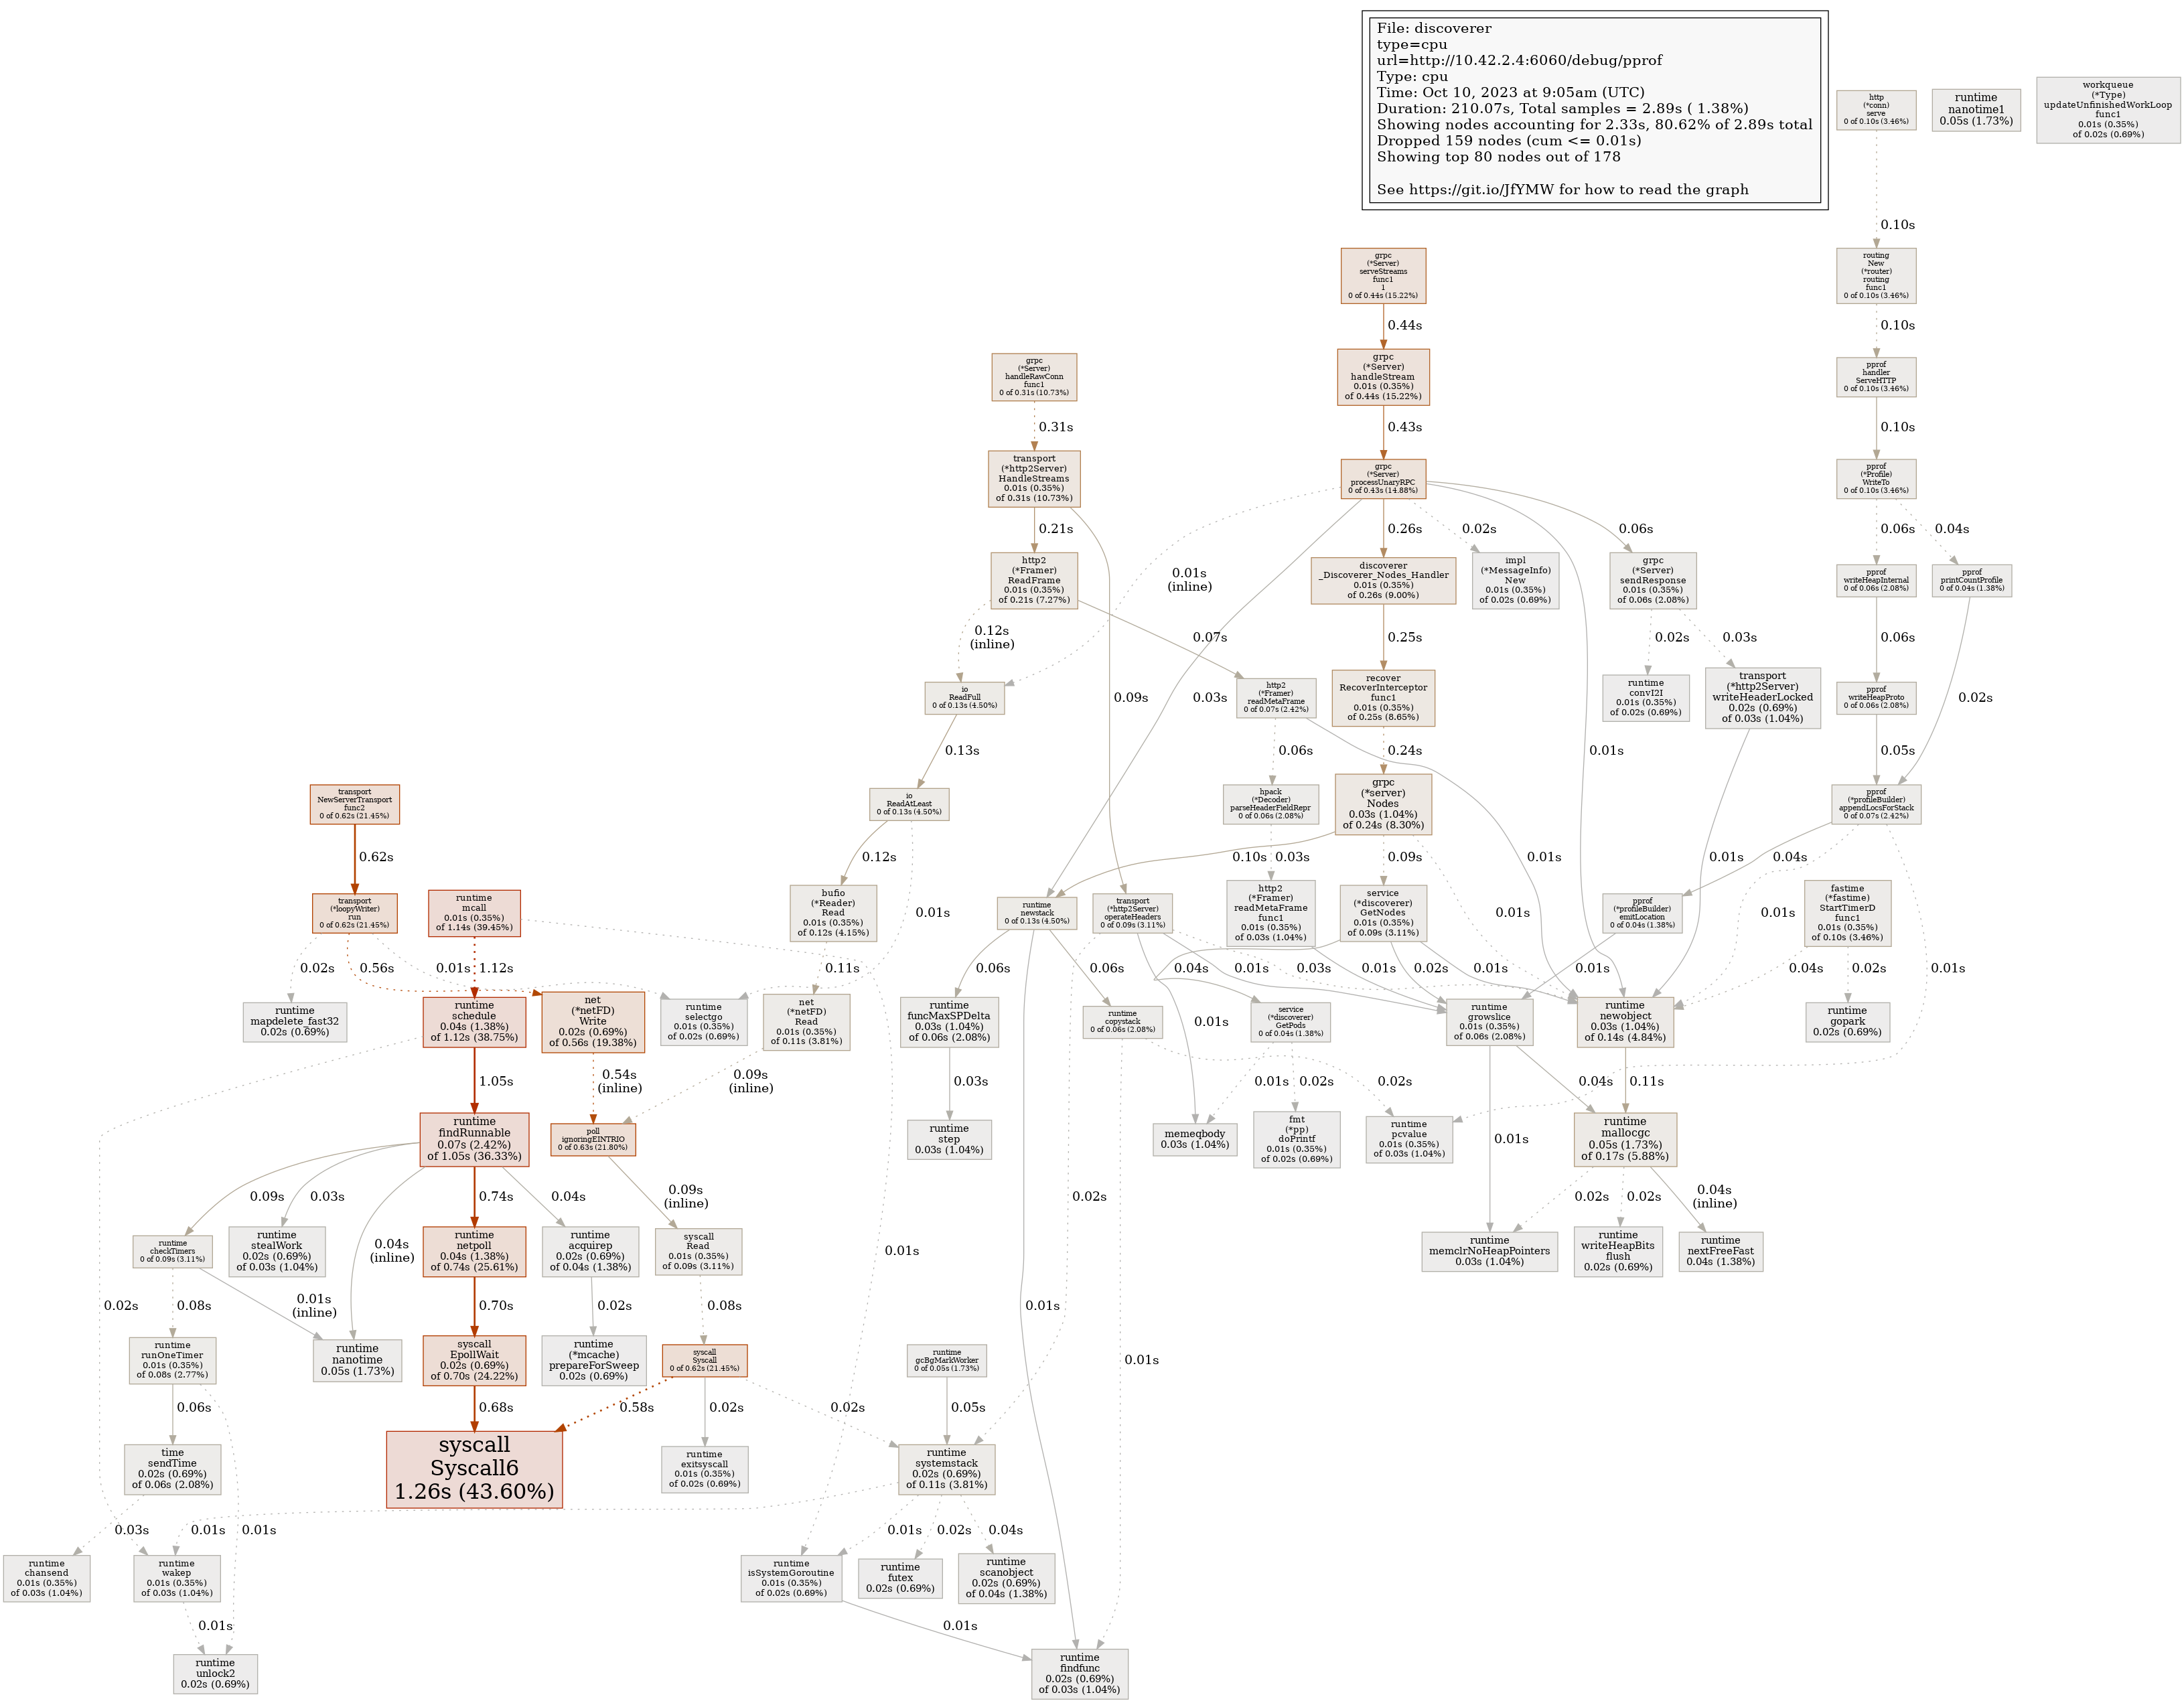 File: discoverer
type=cpu
url=http://10.42.2.4:6060/debug/pprof
Type: cpu
Time: Oct 10, 2023 at 9:05am (UTC)
Duration: 210.07s, Total samples = 2.89s ( 1.38%)
Showing nodes accounting for 2.33s, 80.62% of 2.89s total
Dropped 159 nodes (cum <= 0.01s)
Showing top 80 nodes out of 178
See https://git.io/JfYMW for how to read the graph
http
(*conn)
serve
0 of 0.10s (3.46%)
runtime
nanotime1
0.05s (1.73%)
workqueue
(*Type)
updateUnfinishedWorkLoop
func1
0.01s (0.35%)
of 0.02s (0.69%)
0.10s
grpc
(*Server)
serveStreams
func1
1
0 of 0.44s (15.22%)
routing
New
(*router)
routing
func1
0 of 0.10s (3.46%)
0.44s
0.10s
grpc
(*Server)
handleRawConn
func1
0 of 0.31s (10.73%)
grpc
(*Server)
handleStream
0.01s (0.35%)
of 0.44s (15.22%)
pprof
handler
ServeHTTP
0 of 0.10s (3.46%)
0.31s
0.43s
0.10s
transport
(*http2Server)
HandleStreams
0.01s (0.35%)
of 0.31s (10.73%)
grpc
(*Server)
processUnaryRPC
0 of 0.43s (14.88%)
pprof
(*Profile)
WriteTo
0 of 0.10s (3.46%)
0.21s
0.26s
0.02s
0.06s
0.06s
0.04s
http2
(*Framer)
ReadFrame
0.01s (0.35%)
of 0.21s (7.27%)
0.01s
(inline)
discoverer
_Discoverer_Nodes_Handler
0.01s (0.35%)
of 0.26s (9.00%)
impl
(*MessageInfo)
New
0.01s (0.35%)
of 0.02s (0.69%)
grpc
(*Server)
sendResponse
0.01s (0.35%)
of 0.06s (2.08%)
pprof
writeHeapInternal
0 of 0.06s (2.08%)
pprof
printCountProfile
0 of 0.04s (1.38%)
0.12s
(inline)
0.07s
0.25s
0.02s
0.03s
0.06s
io
ReadFull
0 of 0.13s (4.50%)
0.09s
0.03s
http2
(*Framer)
readMetaFrame
0 of 0.07s (2.42%)
recover
RecoverInterceptor
func1
0.01s (0.35%)
of 0.25s (8.65%)
runtime
convI2I
0.01s (0.35%)
of 0.02s (0.69%)
transport
(*http2Server)
writeHeaderLocked
0.02s (0.69%)
of 0.03s (1.04%)
pprof
writeHeapProto
0 of 0.06s (2.08%)
0.02s
0.13s
0.06s
0.24s
0.01s
0.05s
transport
NewServerTransport
func2
0 of 0.62s (21.45%)
io
ReadAtLeast
0 of 0.13s (4.50%)
hpack
(*Decoder)
parseHeaderFieldRepr
0 of 0.06s (2.08%)
grpc
(*server)
Nodes
0.03s (1.04%)
of 0.24s (8.30%)
pprof
(*profileBuilder)
appendLocsForStack
0 of 0.07s (2.42%)
0.62s
0.12s
0.10s
0.03s
0.09s
0.01s
0.01s
0.04s
transport
(*loopyWriter)
run
0 of 0.62s (21.45%)
runtime
mcall
0.01s (0.35%)
of 1.14s (39.45%)
bufio
(*Reader)
Read
0.01s (0.35%)
of 0.12s (4.15%)
0.01s
runtime
newstack
0 of 0.13s (4.50%)
transport
(*http2Server)
operateHeaders
0 of 0.09s (3.11%)
http2
(*Framer)
readMetaFrame
func1
0.01s (0.35%)
of 0.03s (1.04%)
service
(*discoverer)
GetNodes
0.01s (0.35%)
of 0.09s (3.11%)
0.01s
pprof
(*profileBuilder)
emitLocation
0 of 0.04s (1.38%)
0.01s
fastime
(*fastime)
StartTimerD
func1
0.01s (0.35%)
of 0.10s (3.46%)
0.02s
0.56s
0.01s
1.12s
0.11s
0.06s
0.06s
0.04s
0.01s
0.03s
0.01s
0.02s
0.01s
0.01s
0.04s
0.02s
0.01s
runtime
mapdelete_fast32
0.02s (0.69%)
runtime
schedule
0.04s (1.38%)
of 1.12s (38.75%)
net
(*netFD)
Write
0.02s (0.69%)
of 0.56s (19.38%)
runtime
selectgo
0.01s (0.35%)
of 0.02s (0.69%)
net
(*netFD)
Read
0.01s (0.35%)
of 0.11s (3.81%)
runtime
funcMaxSPDelta
0.03s (1.04%)
of 0.06s (2.08%)
runtime
copystack
0 of 0.06s (2.08%)
0.01s
service
(*discoverer)
GetPods
0 of 0.04s (1.38%)
runtime
growslice
0.01s (0.35%)
of 0.06s (2.08%)
runtime
newobject
0.03s (1.04%)
of 0.14s (4.84%)
runtime
gopark
0.02s (0.69%)
1.05s
0.54s
(inline)
0.09s
(inline)
0.03s
0.01s
0.02s
0.02s
0.04s
0.11s
runtime
findRunnable
0.07s (2.42%)
of 1.05s (36.33%)
poll
ignoringEINTRIO
0 of 0.63s (21.80%)
runtime
step
0.03s (1.04%)
memeqbody
0.03s (1.04%)
fmt
(*pp)
doPrintf
0.01s (0.35%)
of 0.02s (0.69%)
runtime
pcvalue
0.01s (0.35%)
of 0.03s (1.04%)
0.01s
runtime
mallocgc
0.05s (1.73%)
of 0.17s (5.88%)
0.09s
0.03s
0.74s
0.04s
0.09s
(inline)
0.02s
0.02s
0.02s
0.04s
(inline)
runtime
checkTimers
0 of 0.09s (3.11%)
runtime
stealWork
0.02s (0.69%)
of 0.03s (1.04%)
0.04s
(inline)
runtime
netpoll
0.04s (1.38%)
of 0.74s (25.61%)
runtime
acquirep
0.02s (0.69%)
of 0.04s (1.38%)
syscall
Read
0.01s (0.35%)
of 0.09s (3.11%)
0.01s
runtime
memclrNoHeapPointers
0.03s (1.04%)
runtime
writeHeapBits
flush
0.02s (0.69%)
runtime
nextFreeFast
0.04s (1.38%)
0.02s
0.08s
0.01s
(inline)
0.70s
0.02s
0.08s
0.01s
runtime
runOneTimer
0.01s (0.35%)
of 0.08s (2.77%)
runtime
nanotime
0.05s (1.73%)
syscall
EpollWait
0.02s (0.69%)
of 0.70s (24.22%)
runtime
(*mcache)
prepareForSweep
0.02s (0.69%)
syscall
Syscall
0 of 0.62s (21.45%)
runtime
gcBgMarkWorker
0 of 0.05s (1.73%)
0.01s
0.06s
0.68s
0.58s
0.02s
0.02s
0.05s
time
sendTime
0.02s (0.69%)
of 0.06s (2.08%)
syscall
Syscall6
1.26s (43.60%)
runtime
exitsyscall
0.01s (0.35%)
of 0.02s (0.69%)
runtime
systemstack
0.02s (0.69%)
of 0.11s (3.81%)
0.03s
0.01s
0.01s
0.01s
0.02s
0.04s
runtime
chansend
0.01s (0.35%)
of 0.03s (1.04%)
runtime
wakep
0.01s (0.35%)
of 0.03s (1.04%)
runtime
isSystemGoroutine
0.01s (0.35%)
of 0.02s (0.69%)
runtime
futex
0.02s (0.69%)
runtime
scanobject
0.02s (0.69%)
of 0.04s (1.38%)
0.01s
0.01s
runtime
unlock2
0.02s (0.69%)
runtime
findfunc
0.02s (0.69%)
of 0.03s (1.04%)